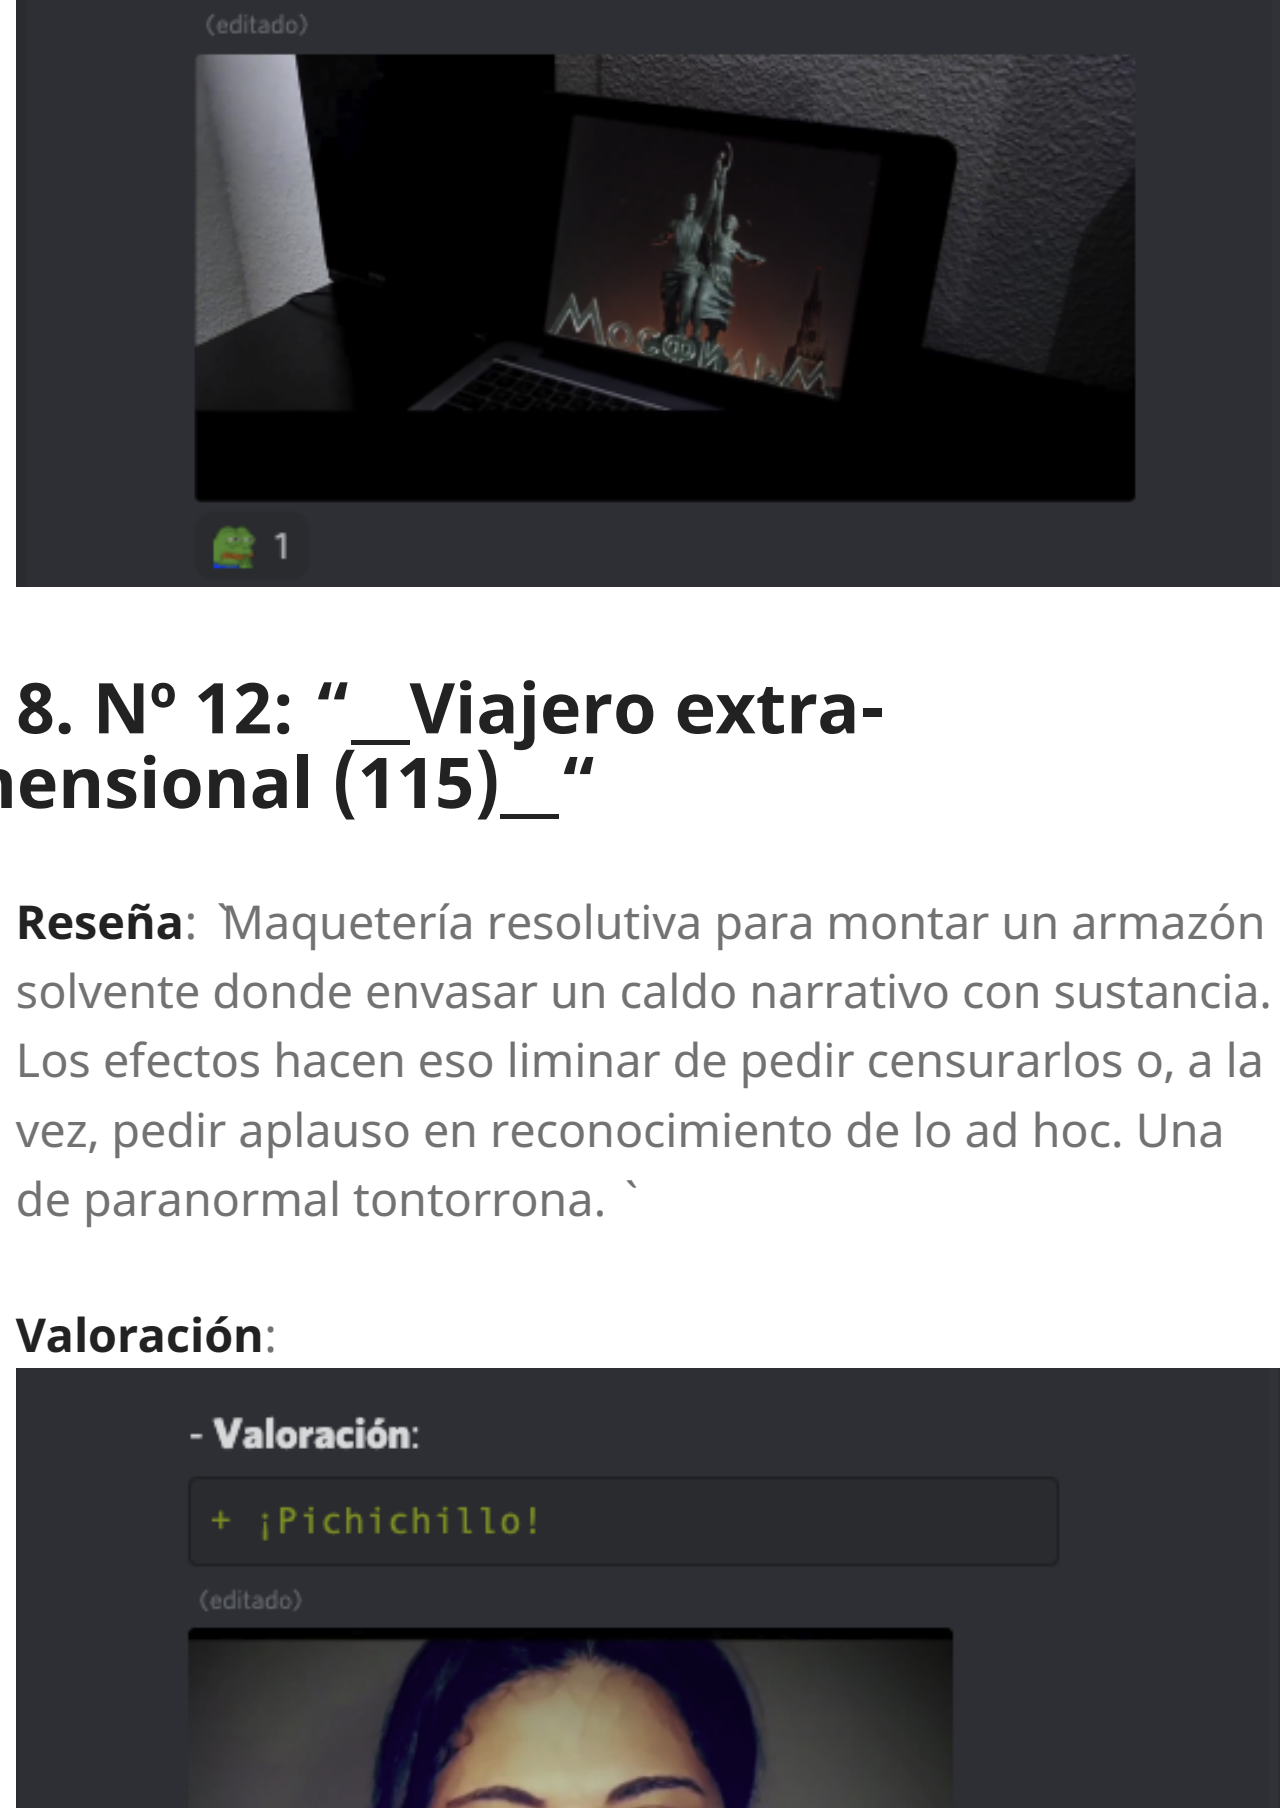 (editado)
Мосфильм
1
8. Nº 12: “__Viajero extra-
mensional (115)__“
Reseña: `Maquetería resolutiva para montar un armazón
solvente donde envasar un caldo narrativo con sustancia.
Los efectos hacen eso liminar de pedir censurarlos o, a la
vez, pedir aplauso en reconocimiento de lo ad hoc. Una
de paranormal tontorrona. `
Valoración:
- Valoración:
+ ¡Pichichillo!
(editado)